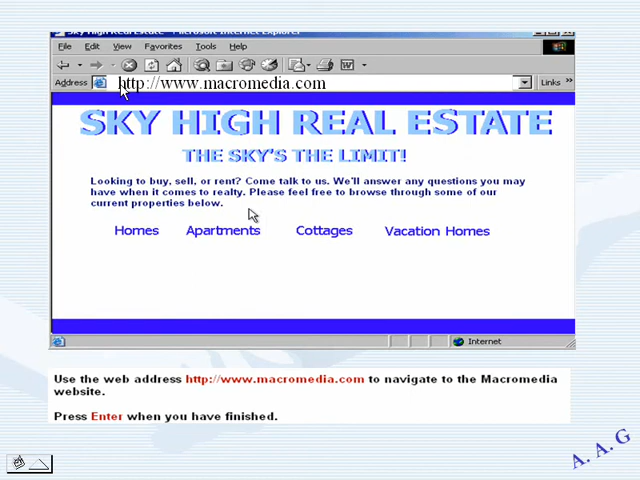 Sky High Real Estate - Microsoft Internet Explorer
File Edit View Favorites Tools Help
Address http://www.macromedia.com Links »
SKY HIGH REAL ESTATE
THE SKY'S THE LIMIT!
Looking to buy, sell, or rent? Come talk to us. We'll answer any questions you may
have when it comes to realty. Please feel free to browse through some of our
current properties below.
Homes Apartments Cottages Vacation Homes
Internet
Use the web address http://www.macromedia.com to navigate to the Macromedia
website.
Press Enter when you have finished.
A. A. G